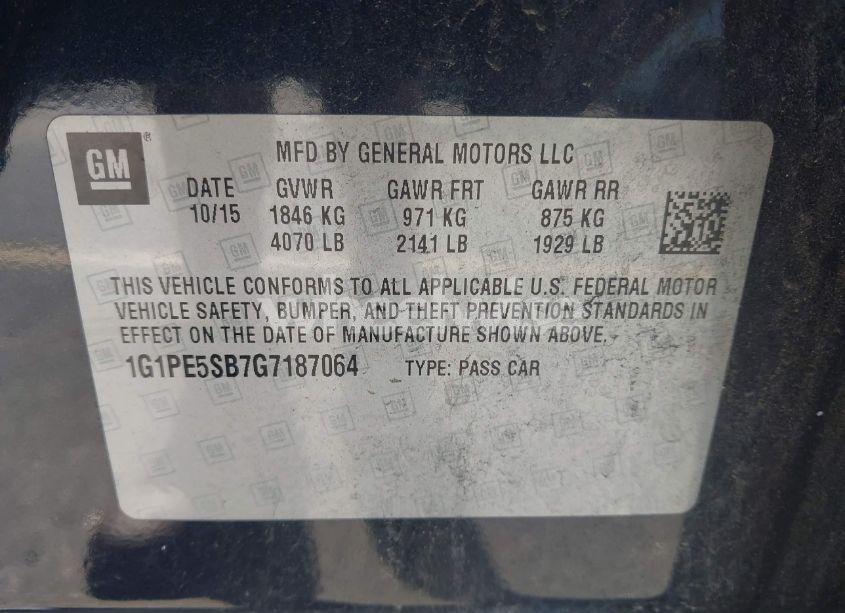 GM
MFD BY GENERAL MOTORS LLC
DATE GVWR GAWR FRT GAWR RR
10/15 1846 KG 971 KG 875 KG
4070 LB 2141 LB 1929 LB
THIS VEHICLE CONFORMS TO ALL APPLICABLE U.S. FEDERAL MOTOR
VEHICLE SAFETY, BUMPER, AND THEFT PREVENTION STANDARDS IN
EFFECT ON THE DATE OF MANUFACTURE SHOWN ABOVE.
1G1PE5SB7G7187064 TYPE: PASS CAR